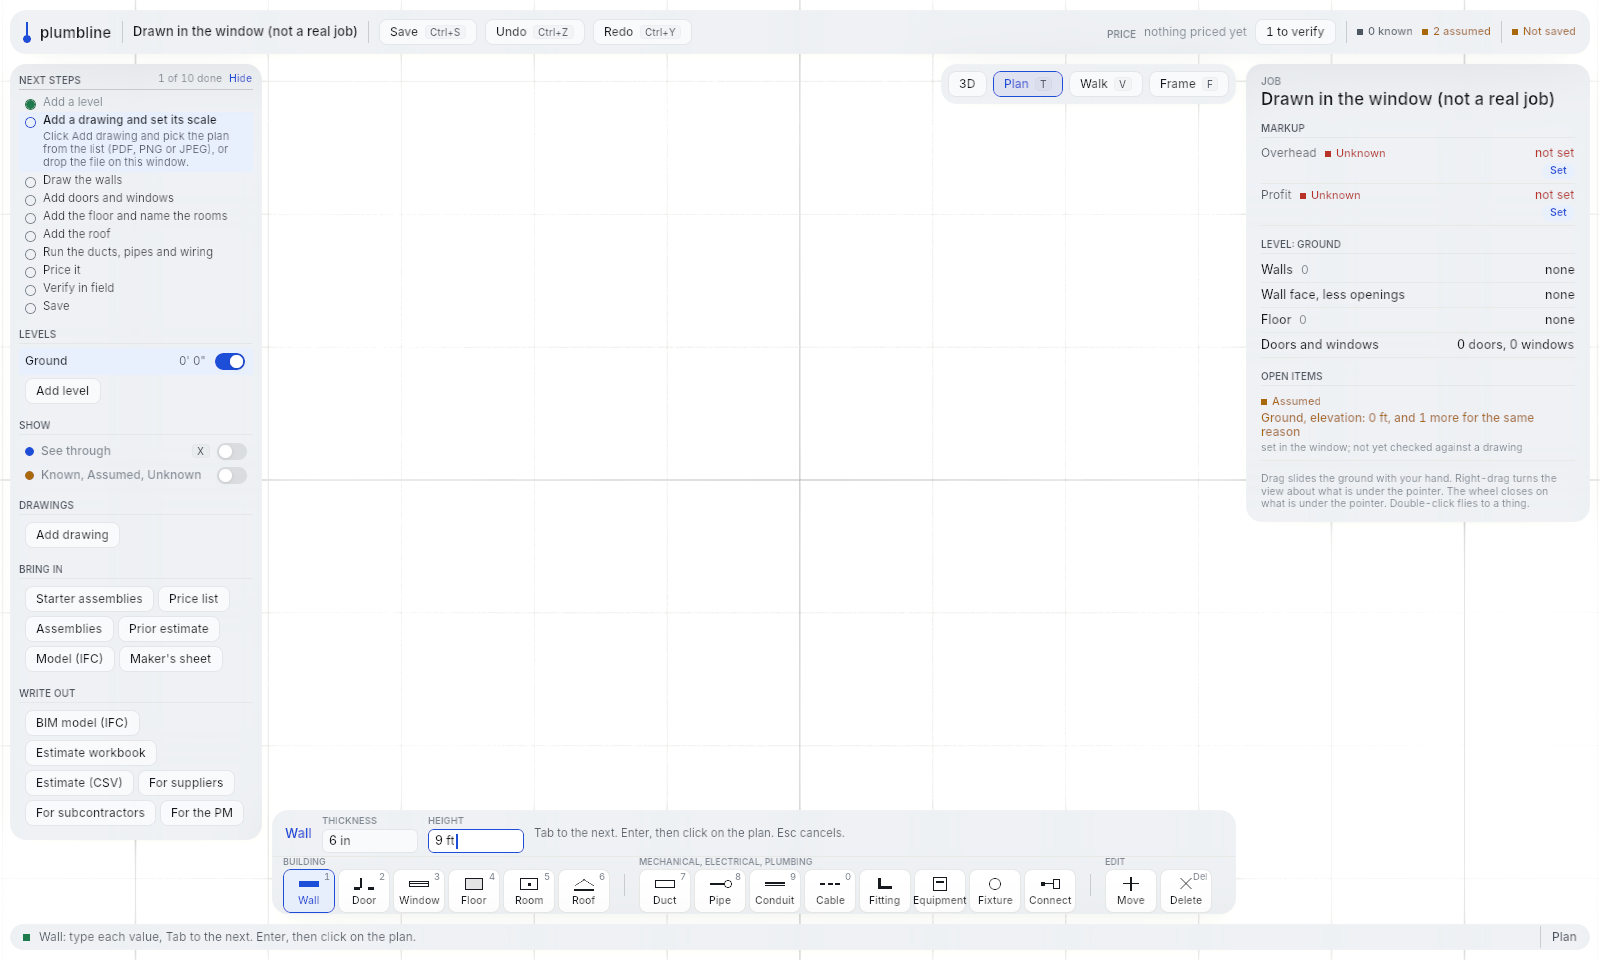 plumbline
Drawn in the window (not a real job)
Save Ctrl+S
Undo Ctrl+Z
Redo Ctrl+Y
PRICE nothing priced yet
1 to verify
0 known
2 assumed
Not saved
NEXT STEPS 1 of 10 done Hide
Add a level
Add a drawing and set its scale
Click Add drawing and pick the plan
from the list (PDF, PNG or JPEG), or
drop the file on this window.
Draw the walls
Add doors and windows
Add the floor and name the rooms
Add the roof
Run the ducts, pipes and wiring
Price it
Verify in field
Save
LEVELS
Ground 0' 0"
Add level
SHOW
See through X
Known, Assumed, Unknown
DRAWINGS
Add drawing
BRING IN
Starter assemblies Price list
Assemblies Prior estimate
Model (IFC) Maker's sheet
WRITE OUT
BIM model (IFC)
Estimate workbook
Estimate (CSV) For suppliers
For subcontractors For the PM
3D Plan T Walk V Frame F
JOB
Drawn in the window (not a real job)
MARKUP
Overhead Unknown not set
Set
Profit Unknown not set
Set
LEVEL: GROUND
Walls 0 none
Wall face, less openings none
Floor 0 none
Doors and windows 0 doors, 0 windows
OPEN ITEMS
Assumed
Ground, elevation: 0 ft, and 1 more for the same
reason
set in the window; not yet checked against a drawing
Drag slides the ground with your hand. Right-drag turns the
view about what is under the pointer. The wheel closes on
what is under the pointer. Double-click flies to a thing.
Wall
THICKNESS
6 in
HEIGHT
9 ft
Tab to the next. Enter, then click on the plan. Esc cancels.
BUILDING
Wall 1
Door 2
Window 3
Floor 4
Room 5
Roof 6
MECHANICAL, ELECTRICAL, PLUMBING
Duct 7
Pipe 8
Conduit 9
Cable 0
Fitting
Equipment
Fixture
Connect
EDIT
Move
Delete Del
Wall: type each value, Tab to the next. Enter, then click on the plan.
Plan